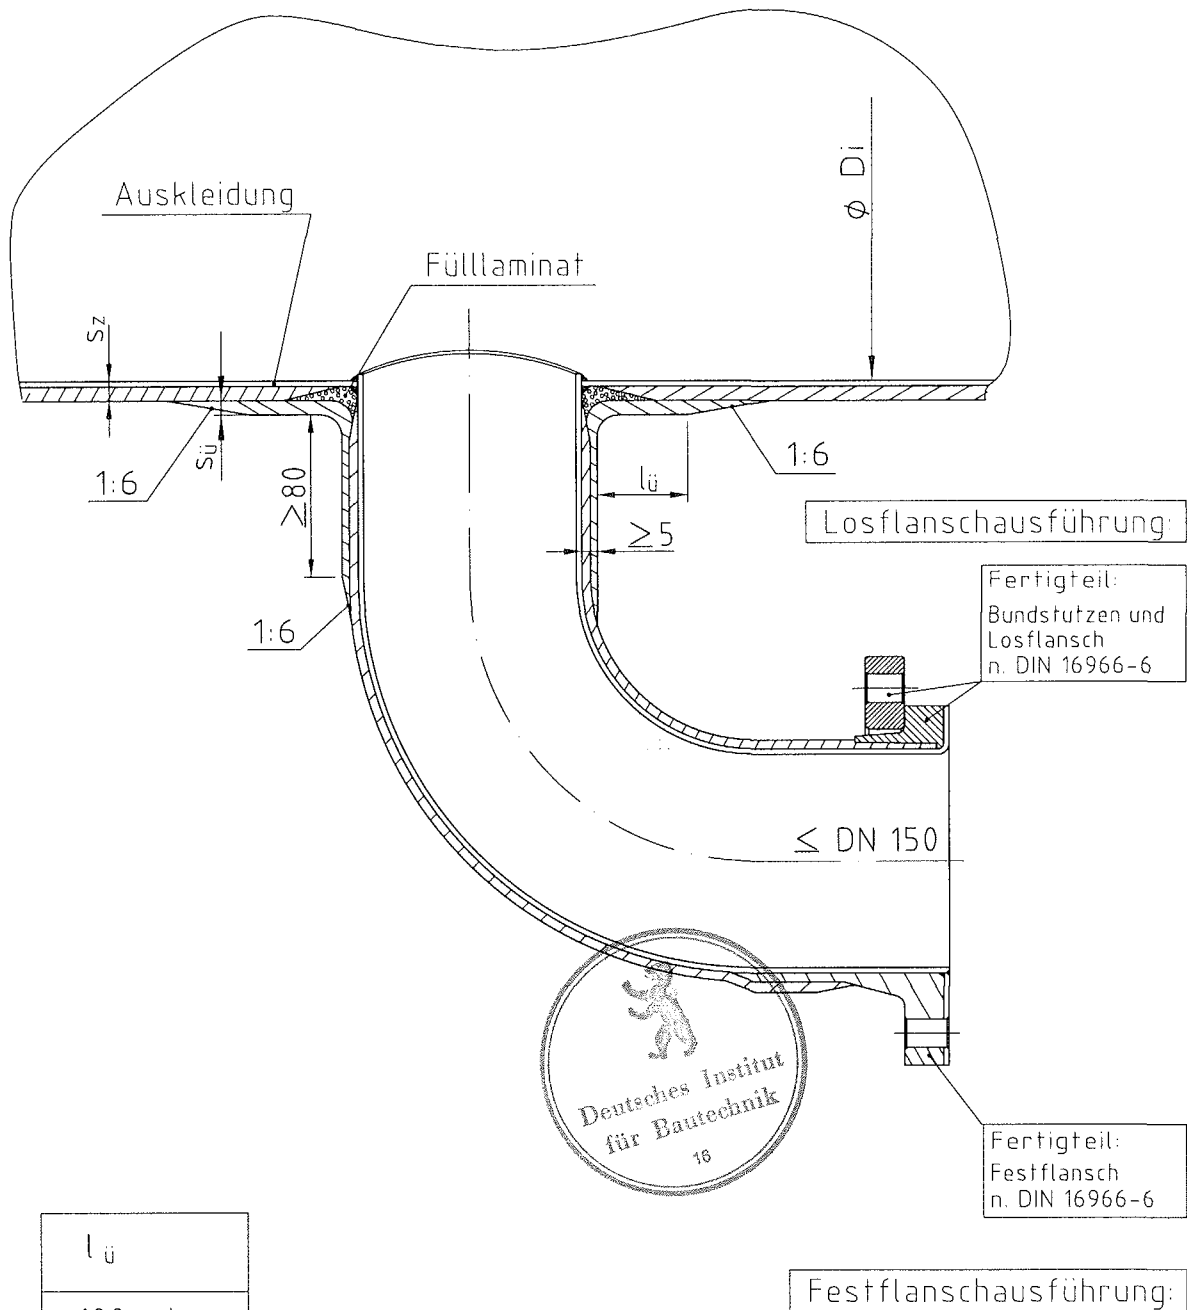 Auskleidung
Fülllaminat
ø Di
sz
sü
1:6
≥80
lü
1:6
≥5
1:6
Losflanschausführung:
Fertigteil:
Bundstutzen und
Losflansch
n. DIN 16966-6
≤ DN 150
Deutsches Institut
für Bautechnik
16
Fertigteil:
Festflansch
n. DIN 16966-6
lü
Festflanschausführung: